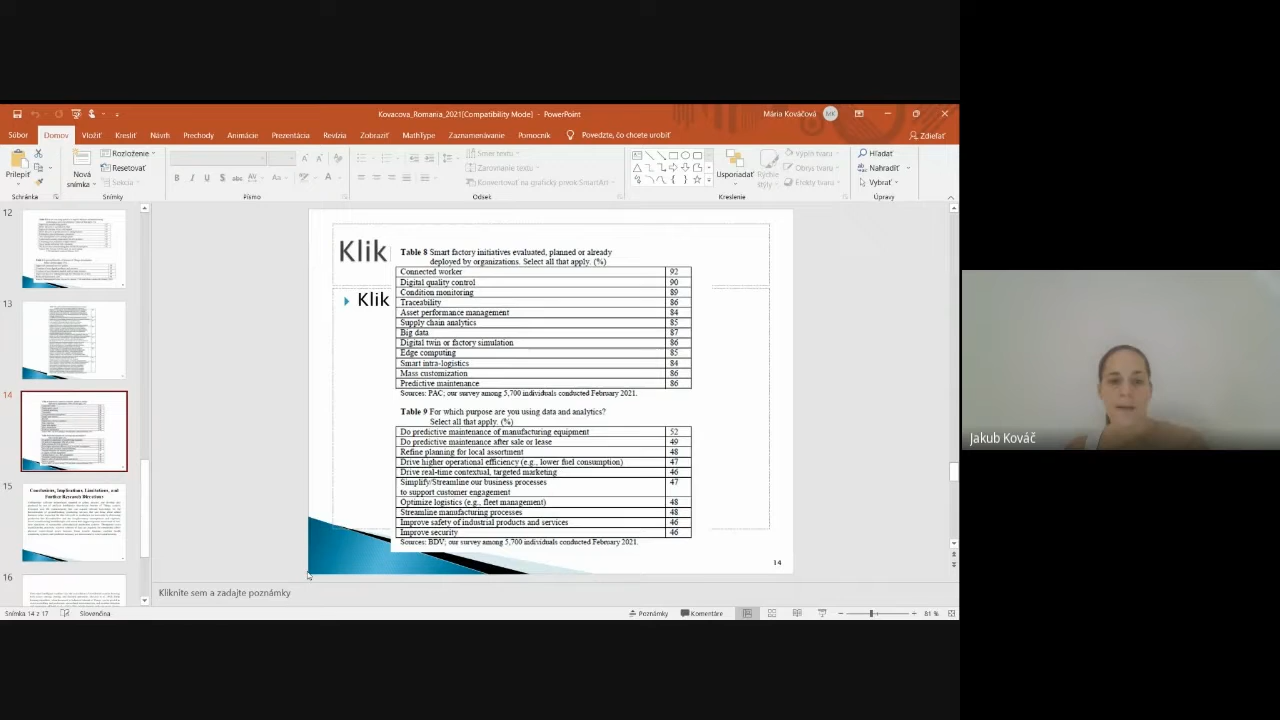 Kovacova_Romania_2021[Compatibility Mode] - PowerPoint
Mária Kováčová
MK
Súbor Domov Vložiť Kresliť Návrh Prechody Animácie Prezentácia Revízia Zobraziť MathType Zaznamenávanie Pomocník Povedzte, čo chcete urobiť
Zdieľať
Prilepiť
Schránka
Nová snímka
Rozloženie
Resetovať
Sekcia
Snímky
Písmo
Smer textu
Zarovnanie textu
Konvertovať na grafický prvok SmartArt
Odsek
Usporiadať
Rýchle štýly
Výplň tvaru
Obrys tvaru
Efekty tvaru
Kreslenie
Hľadať
Nahradiť
Vybrať
Úpravy
12
13
14
15
Conclusions, Implications, Limitations, and
Further Research Directions
16
Klik
Klik
Table 8 Smart factory initiatives evaluated, planned or already
deployed by organizations. Select all that apply. (%)
Connected worker 92
Digital quality control 90
Condition monitoring 89
Traceability 86
Asset performance management 84
Supply chain analytics 85
Big data 87
Digital twin or factory simulation 86
Edge computing 85
Smart intra-logistics 84
Mass customization 86
Predictive maintenance 86
Sources: PAC; our survey among 5,700 individuals conducted February 2021.
Table 9 For which purpose are you using data and analytics?
Select all that apply. (%)
Do predictive maintenance of manufacturing equipment 52
Do predictive maintenance after sale or lease 49
Refine planning for local assortment 48
Drive higher operational efficiency (e.g., lower fuel consumption) 47
Drive real-time contextual, targeted marketing 46
Simplify/Streamline our business processes 47
to support customer engagement
Optimize logistics (e.g., fleet management) 48
Streamline manufacturing processes 48
Improve safety of industrial products and services 46
Improve security 46
Sources: BDV; our survey among 5,700 individuals conducted February 2021.
14
Kliknite sem a zadajte poznámky
Snímka 14 z 17 Slovenčina Poznámky Komentáre 81 %
Jakub Kováč